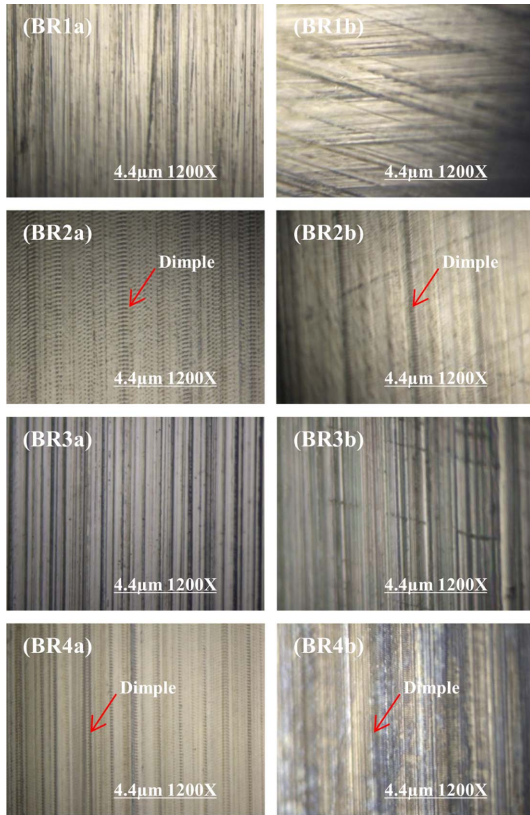 (BR1a)
4.4µm 1200X
(BR1b)
4.4µm 1200X
(BR2a)
Dimple
4.4µm 1200X
(BR2b)
Dimple
4.4µm 1200X
(BR3a)
4.4µm 1200X
(BR3b)
4.4µm 1200X
(BR4a)
Dimple
4.4µm 1200X
(BR4b)
Dimple
4.4µm 1200X